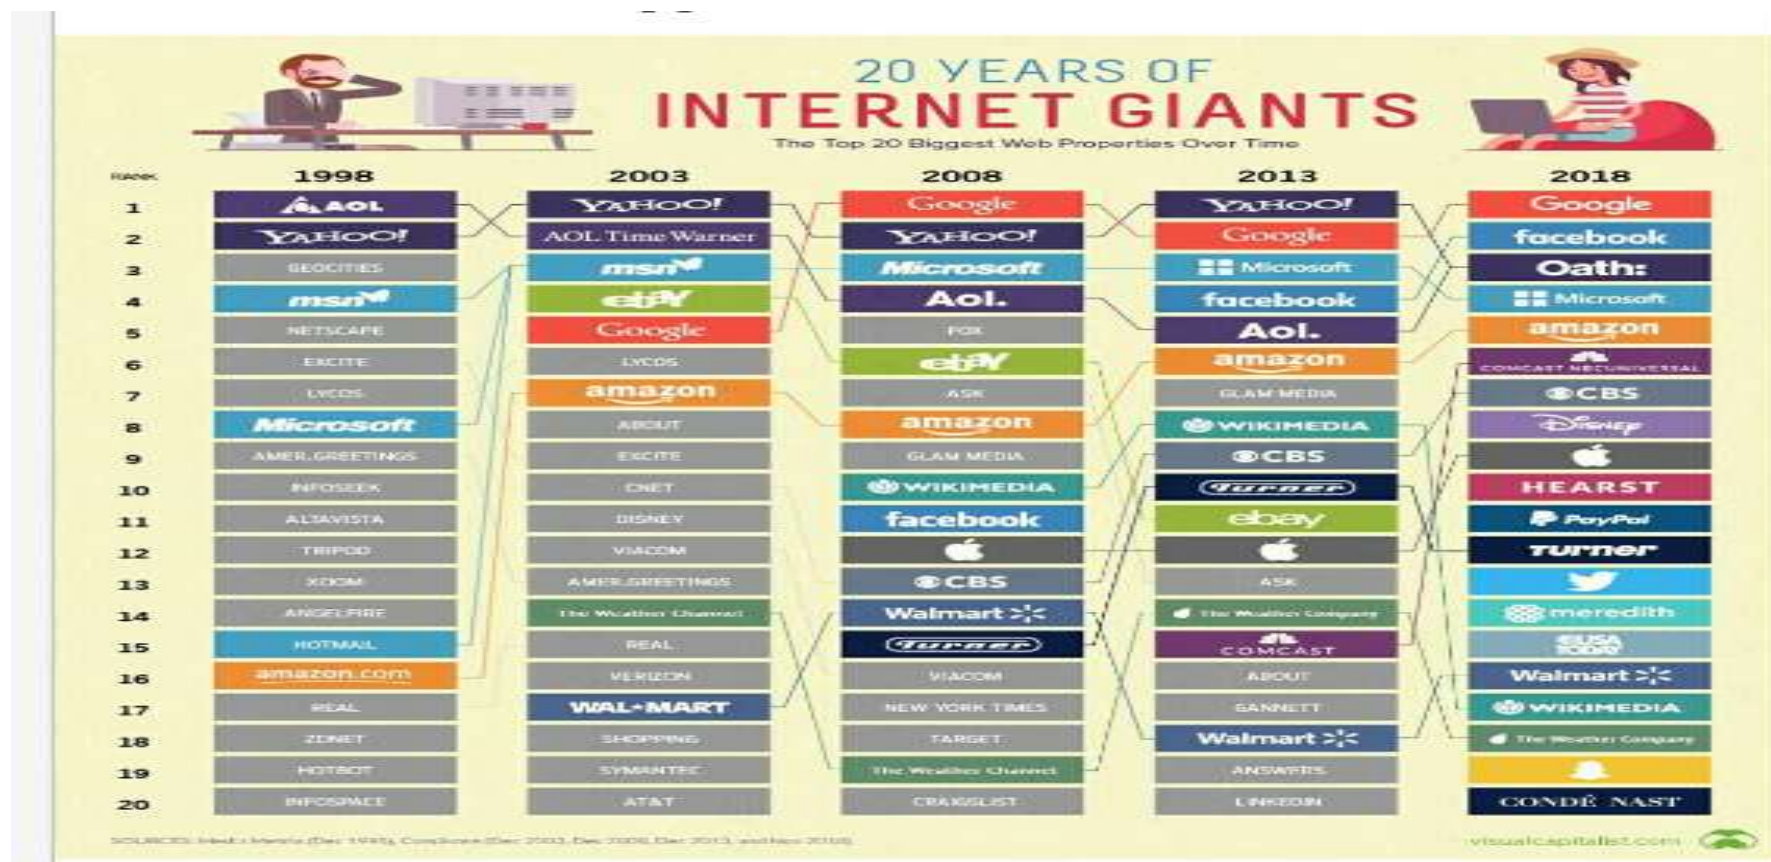 20 YEARS OF
INTERNET GIANTS
The Top 20 Biggest Web Properties Over Time
RANK 1998 2003 2008 2013 2018
1 AOL YAHOO! Google YAHOO! Google
2 YAHOO! AOL Time Warner YAHOO! Google facebook
3 GEOCITIES msn Microsoft Microsoft Oath:
4 msn ebay Aol. facebook Microsoft
5 NETSCAPE Google FOX Aol. amazon
6 EXCITE LYCOS ebay amazon COMCAST NBCUNIVERSAL
7 LYCOS amazon ASK GLAM MEDIA CBS
8 Microsoft ABOUT amazon WIKIMEDIA Disney
9 AMER.GREETINGS EXCITE GLAM MEDIA CBS
10 INFOSEEK CNET WIKIMEDIA Turner HEARST
11 ALTAVISTA DISNEY facebook ebay PayPal
12 TRIPOD VIACOM Turner
13 XOOM AMER.GREETINGS CBS ASK
14 ANGELFIRE The Weather Channel Walmart The Weather Company meredith
15 HOTMAIL REAL Turner COMCAST USA TODAY
16 amazon.com VERIZON VIACOM ABOUT Walmart
17 REAL WAL*MART NEW YORK TIMES GANNETT WIKIMEDIA
18 ZDNET SHOPPING TARGET Walmart The Weather Company
19 HOTBOT SYMANTEC The Weather Channel ANSWERS
20 INFOSPACE AT&T CRAIGSLIST LINKEDIN CONDÉ NAST
visualcapitalist.com